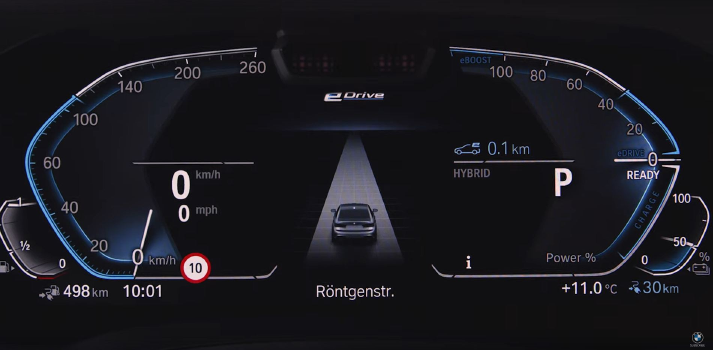 140
200
260
100
60
40
20
0
km/h
0 km/h
0 mph
1
½
0
10
498 km
10:01
eDrive
Röntgenstr.
eBOOST
100
80
60
40
20
eDRIVE
0
READY
0.1 km
HYBRID
P
CHARGE
Power %
i
100
50
0
%
+11.0 °C
30 km